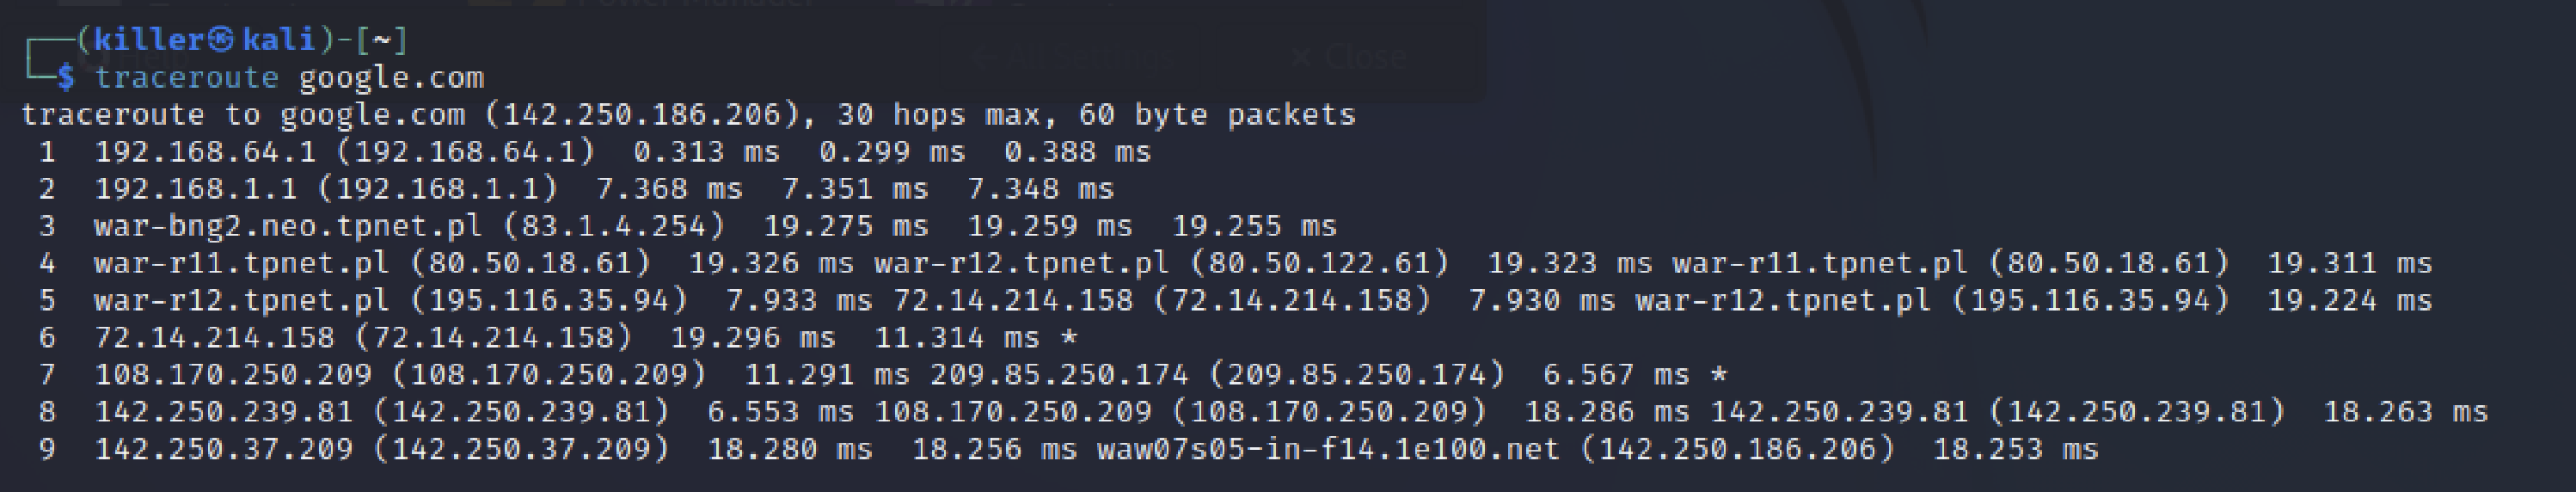 ┌──(killer㉿kali)-[~]
└─$ traceroute google.com
traceroute to google.com (142.250.186.206), 30 hops max, 60 byte packets
 1  192.168.64.1 (192.168.64.1)  0.313 ms  0.299 ms  0.388 ms
 2  192.168.1.1 (192.168.1.1)  7.368 ms  7.351 ms  7.348 ms
 3  war-bng2.neo.tpnet.pl (83.1.4.254)  19.275 ms  19.259 ms  19.255 ms
 4  war-r11.tpnet.pl (80.50.18.61)  19.326 ms war-r12.tpnet.pl (80.50.122.61)  19.323 ms war-r11.tpnet.pl (80.50.18.61)  19.311 ms
 5  war-r12.tpnet.pl (195.116.35.94)  7.933 ms 72.14.214.158 (72.14.214.158)  7.930 ms war-r12.tpnet.pl (195.116.35.94)  19.224 ms
 6  72.14.214.158 (72.14.214.158)  19.296 ms  11.314 ms *
 7  108.170.250.209 (108.170.250.209)  11.291 ms 209.85.250.174 (209.85.250.174)  6.567 ms *
 8  142.250.239.81 (142.250.239.81)  6.553 ms 108.170.250.209 (108.170.250.209)  18.286 ms 142.250.239.81 (142.250.239.81)  18.263 ms
 9  142.250.37.209 (142.250.37.209)  18.280 ms  18.256 ms waw07s05-in-f14.1e100.net (142.250.186.206)  18.253 ms
× Close